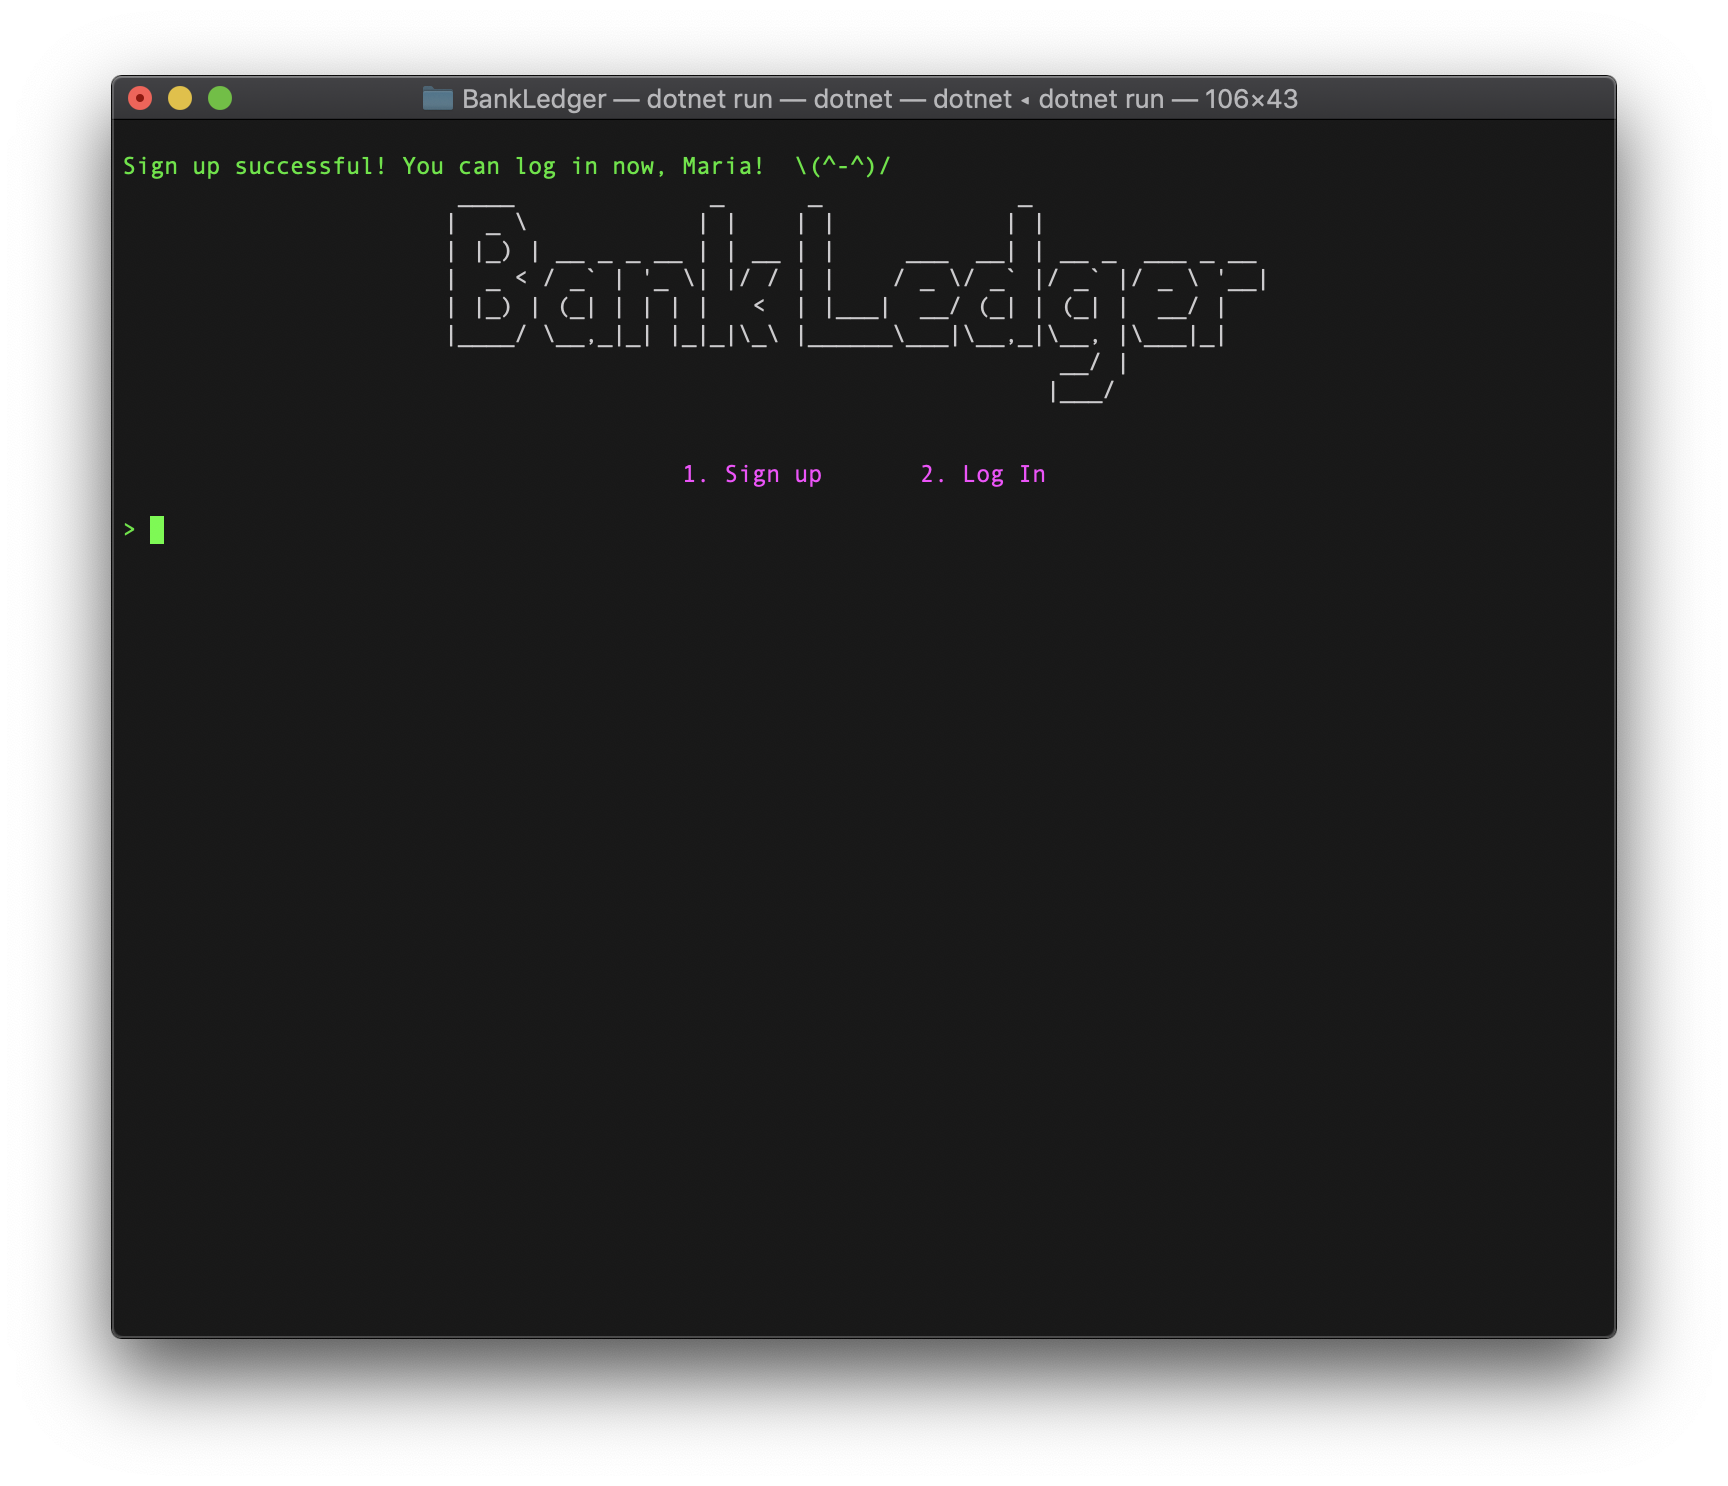 BankLedger — dotnet run — dotnet — dotnet ◂ dotnet run — 106×43
Sign up successful! You can log in now, Maria!  \(^-^)/
BankLedger
1. Sign up       2. Log In
>